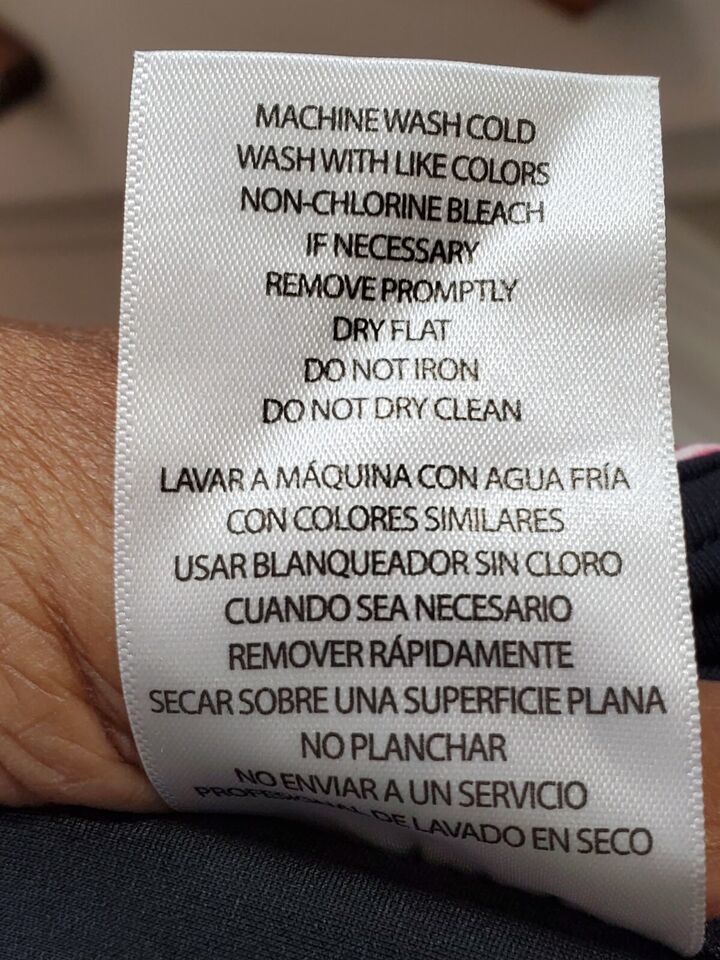 MACHINE WASH COLD
WASH WITH LIKE COLORS
NON-CHLORINE BLEACH
IF NECESSARY
REMOVE PROMPTLY
DRY FLAT
DO NOT IRON
DO NOT DRY CLEAN
LAVAR A MÁQUINA CON AGUA FRÍA
CON COLORES SIMILARES
USAR BLANQUEADOR SIN CLORO
CUANDO SEA NECESARIO
REMOVER RÁPIDAMENTE
SECAR SOBRE UNA SUPERFICIE PLANA
NO PLANCHAR
NO ENVIAR A UN SERVICIO
PROFESIONAL DE LAVADO EN SECO